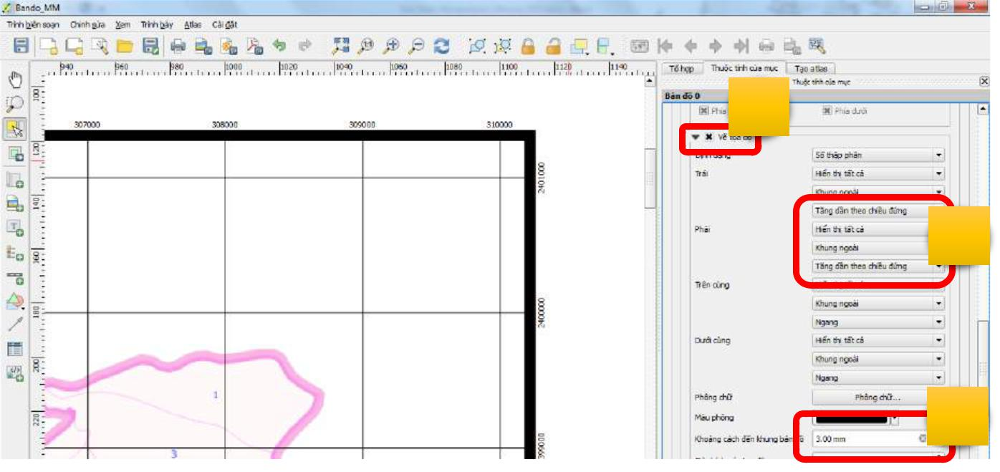 Bando_MM
Trình biên soạn Chỉnh sửa Xem Trình bày Atlas Cài đặt
940 960 980 1000 1020 1040 1060 1080 1100 1120 1140
Tổ hợp Thuộc tính của mục Tạo atlas
Thuộc tính của mục
Bản đồ 0
Phía Phía dưới
307000 308000 309000 310000
Vẽ tọa độ
Định dạng Số thập phân
Trái Hiển thị tất cả
Khung ngoài
Tăng dần theo chiều đứng
Phải Hiển thị tất cả
Khung ngoài
Tăng dần theo chiều đứng
Trên cùng
Khung ngoài
Ngang
Dưới cùng Hiển thị tất cả
Khung ngoài
Ngang
Phông chữ Phông chữ...
Màu phông
Khoảng cách đến khung bản đồ 3.00 mm
100
120
140
160
180
200
220
2401000
2400000
399000
1
3